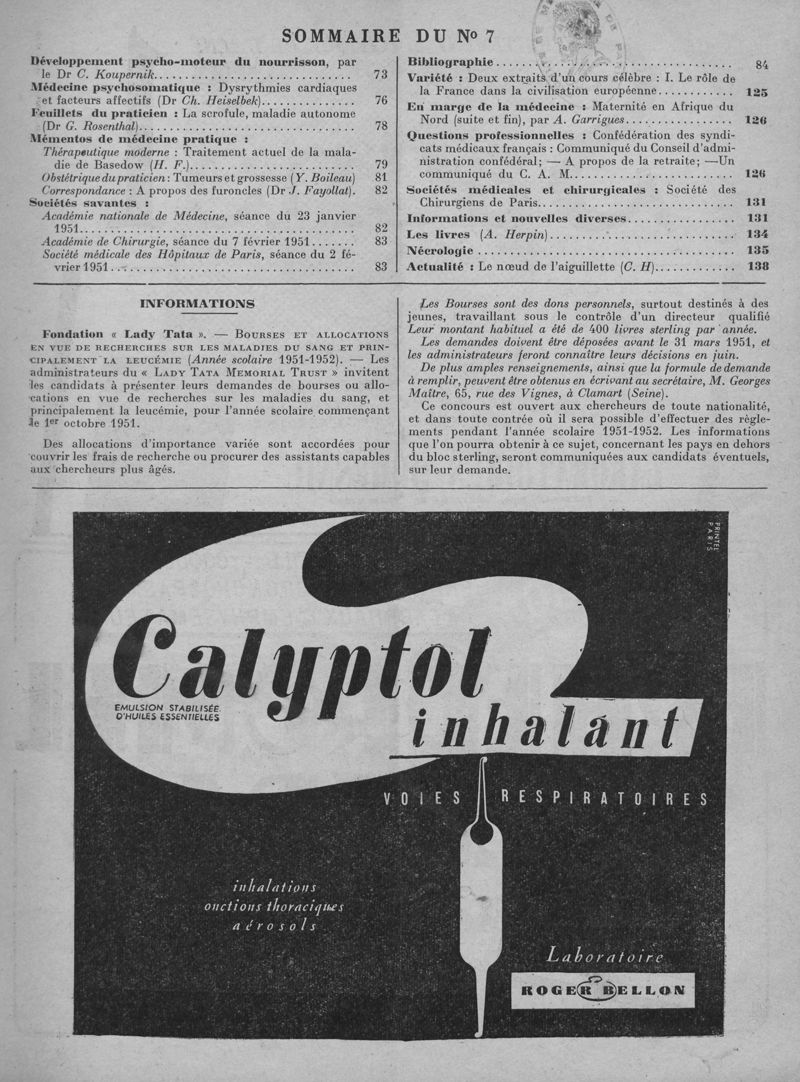 SOMMAIRE DU Nº 7
Développement psycho-moteur du nourrisson, par
le Dr C. Koupernik.............................. 73
Médecine psychosomatique : Dysrythmies cardiaques
et facteurs affectifs (Dr Ch. Heiselbek).............. 76
Feuillets du praticien : La scrofule, maladie autonome
(Dr G. Rosenthal).................................. 78
Mémentos de médecine pratique :
Thérapeutique moderne : Traitement actuel de la mala-
die de Basedow (H. F.)......................... 79
Obstétrique du praticien : Tumeurs et grossesse (Y. Boileau) 81
Correspondance : A propos des furoncles (Dr J. Fayollat). 82
Sociétés savantes :
Académie nationale de Médecine, séance du 23 janvier
1951.......................................... 82
Académie de Chirurgie, séance du 7 février 1951....... 83
Société médicale des Hôpitaux de Paris, séance du 2 fé-
vrier 1951..................................... 83
Bibliographie.................................... 84
Variété : Deux extraits d'un cours célèbre : I. Le rôle de
la France dans la civilisation européenne............ 125
En marge de la médecine : Maternité en Afrique du
Nord (suite et fin), par A. Garrigues................ 126
Questions professionnelles : Confédération des syndi-
cats médicaux français : Communiqué du Conseil d'admi-
nistration confédéral; — A propos de la retraite; —Un
communiqué du C. A. M......................... 126
Sociétés médicales et chirurgicales : Société des
Chirurgiens de Paris.............................. 131
Informations et nouvelles diverses................ 131
Les livres (A. Herpin)............................ 134
Nécrologie ....................................... 135
Actualité : Le nœud de l'aiguillette (C. H)............ 138
INFORMATIONS
Fondation « Lady Tata ». — BOURSES ET ALLOCATIONS
EN VUE DE RECHERCHES SUR LES MALADIES DU SANG ET PRIN-
CIPALEMENT LA LEUCÉMIE (Année scolaire 1951-1952). — Les
administrateurs du « LADY TATA MEMORIAL TRUST » invitent
les candidats à présenter leurs demandes de bourses ou allo-
cations en vue de recherches sur les maladies du sang, et
principalement la leucémie, pour l'année scolaire commençant
le 1er octobre 1951.
Des allocations d'importance variée sont accordées pour
couvrir les frais de recherche ou procurer des assistants capables
aux chercheurs plus âgés.
Les Bourses sont des dons personnels, surtout destinés à des
jeunes, travaillant sous le contrôle d'un directeur qualifié
Leur montant habituel a été de 400 livres sterling par année.
Les demandes doivent être déposées avant le 31 mars 1951, et
les administrateurs feront connaître leurs décisions en juin.
De plus amples renseignements, ainsi que la formule de demande
à remplir, peuvent être obtenus en écrivant au secrétaire, M. Georges
Maître, 65, rue des Vignes, à Clamart (Seine).
Ce concours est ouvert aux chercheurs de toute nationalité,
et dans toute contrée où il sera possible d'effectuer des règle-
ments pendant l'année scolaire 1951-1952. Les informations
que l'on pourra obtenir à ce sujet, concernant les pays en dehors
du bloc sterling, seront communiquées aux candidats éventuels,
sur leur demande.
PRINTEL
PARIS
Calyptol
EMULSION STABILISÉE
D'HUILES ESSENTIELLES
inhalant
VOIES RESPIRATOIRES
inhalations
onctions thoraciques
aérosols
Laboratoire
ROGER BELLON